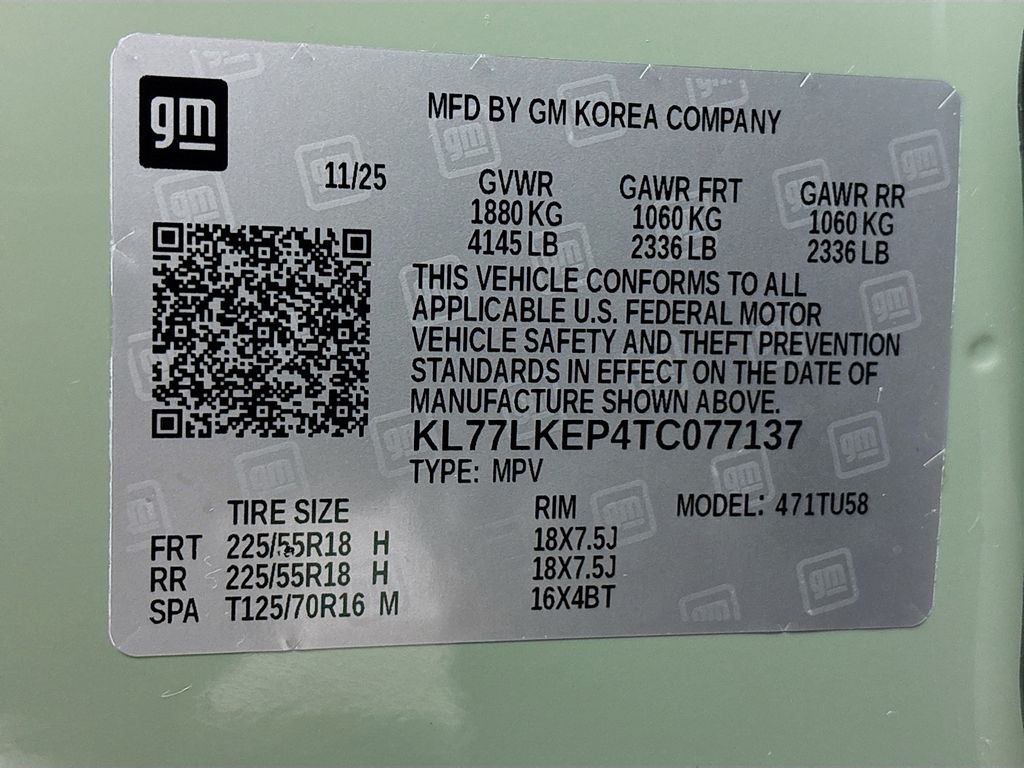 gm
MFD BY GM KOREA COMPANY
11/25
GVWR GAWR FRT GAWR RR
1880 KG 1060 KG 1060 KG
4145 LB 2336 LB 2336 LB
THIS VEHICLE CONFORMS TO ALL
APPLICABLE U.S. FEDERAL MOTOR
VEHICLE SAFETY AND THEFT PREVENTION
STANDARDS IN EFFECT ON THE DATE OF
MANUFACTURE SHOWN ABOVE.
KL77LKEP4TC077137
TYPE: MPV
TIRE SIZE RIM MODEL: 471TU58
FRT 225/55R18 H 18X7.5J
RR 225/55R18 H 18X7.5J
SPA T125/70R16 M 16X4BT